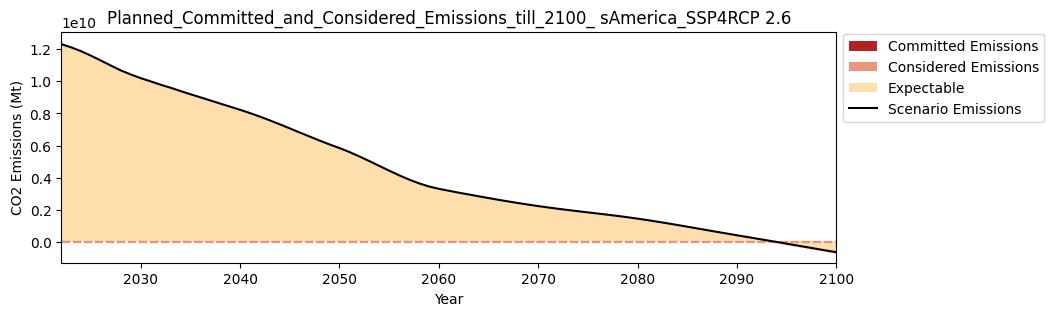 Planned_Committed_and_Considered_Emissions_till_2100_ sAmerica_SSP4RCP 2.6
1e10
Committed Emissions
Considered Emissions
Expectable
Scenario Emissions
CO2 Emissions (Mt)
1.2
1.0
0.8
0.6
0.4
0.2
0.0
2030 2040 2050 2060 2070 2080 2090 2100
Year